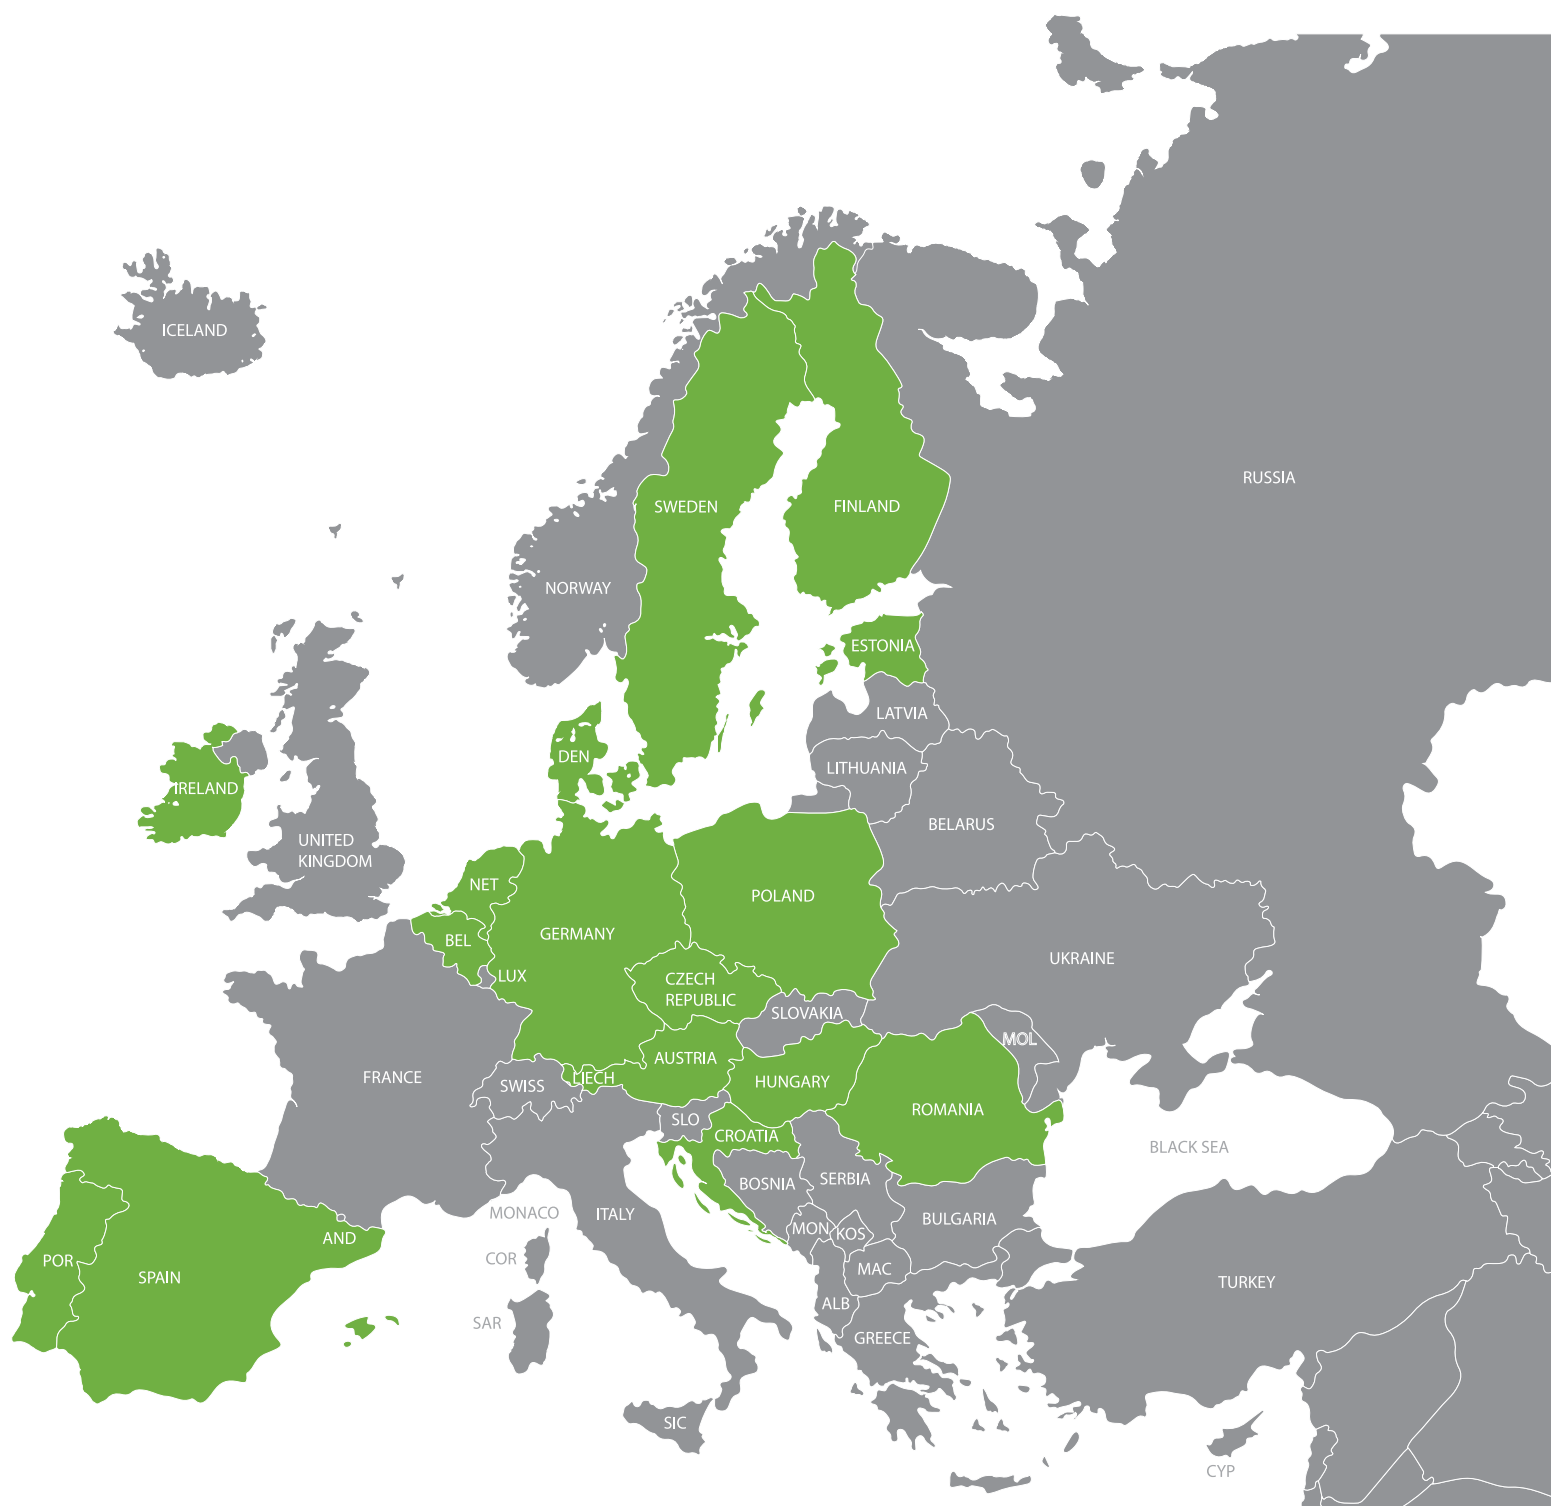 ICELAND
RUSSIA
SWEDEN
FINLAND
NORWAY
ESTONIA
LATVIA
DEN
LITHUANIA
IRELAND
BELARUS
UNITED
KINGDOM
NET
POLAND
GERMANY
BEL
UKRAINE
LUX
CZECH
REPUBLIC
SLOVAKIA
MOL
AUSTRIA
FRANCE
LIECH
SWISS
HUNGARY
ROMANIA
SLO
CROATIA
BLACK SEA
SERBIA
BOSNIA
MONACO
ITALY
BULGARIA
MON
KOS
AND
COR
POR
MAC
SPAIN
TURKEY
ALB
SAR
GREECE
SIC
CYP